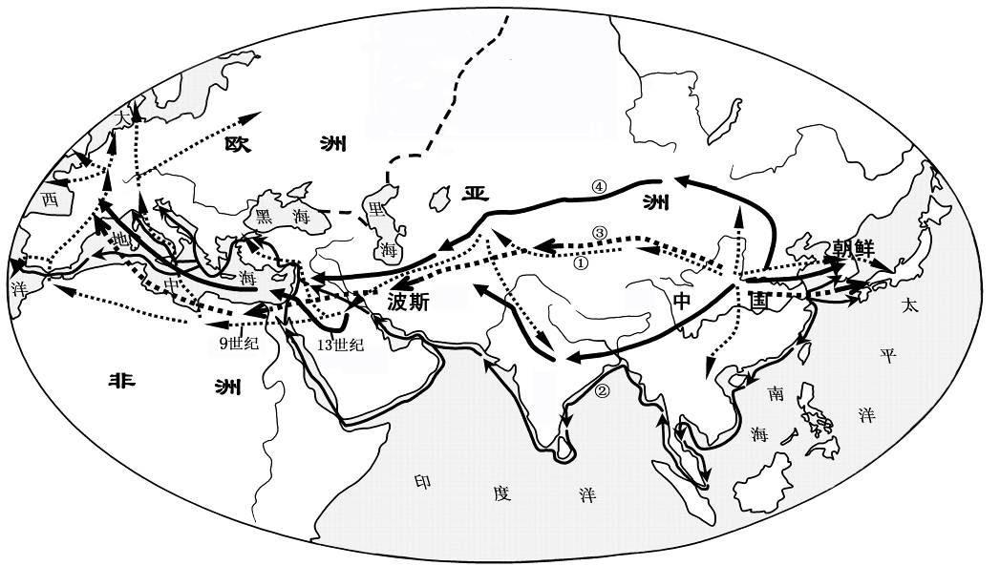 大
西
洋
欧 洲
亚 洲
非 洲
黑 海
里
海
地
中
海
波斯
中 国
朝鲜
太
平
洋
南
海
印 度 洋
9世纪
13世纪
①
②
③
④